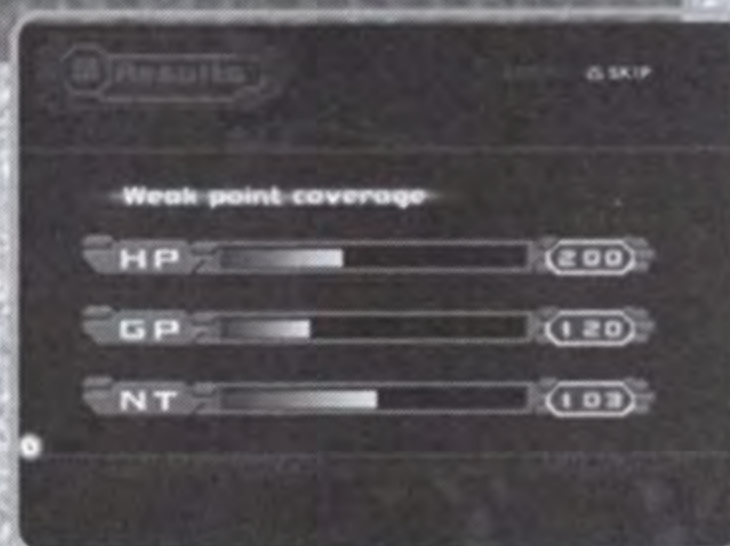 Results
△ SKIP
Weak point coverage
HP 200
GP 120
NT 103